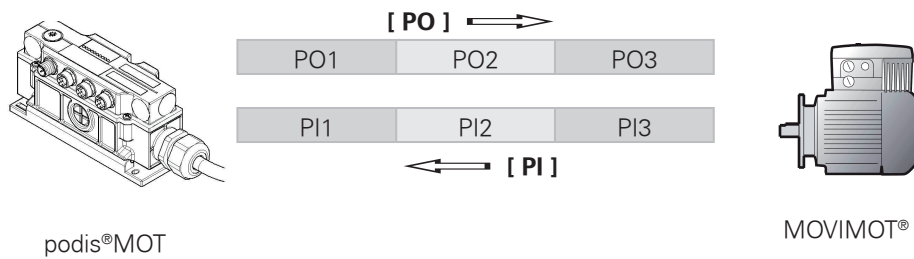 [ PO ]
PO1 PO2 PO3
PI1 PI2 PI3
[ PI ]
podis®MOT
MOVIMOT®